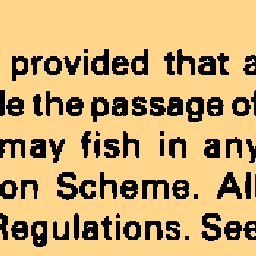 provided that a
le the passage of
may fish in any
on Scheme. All
Regulations. See